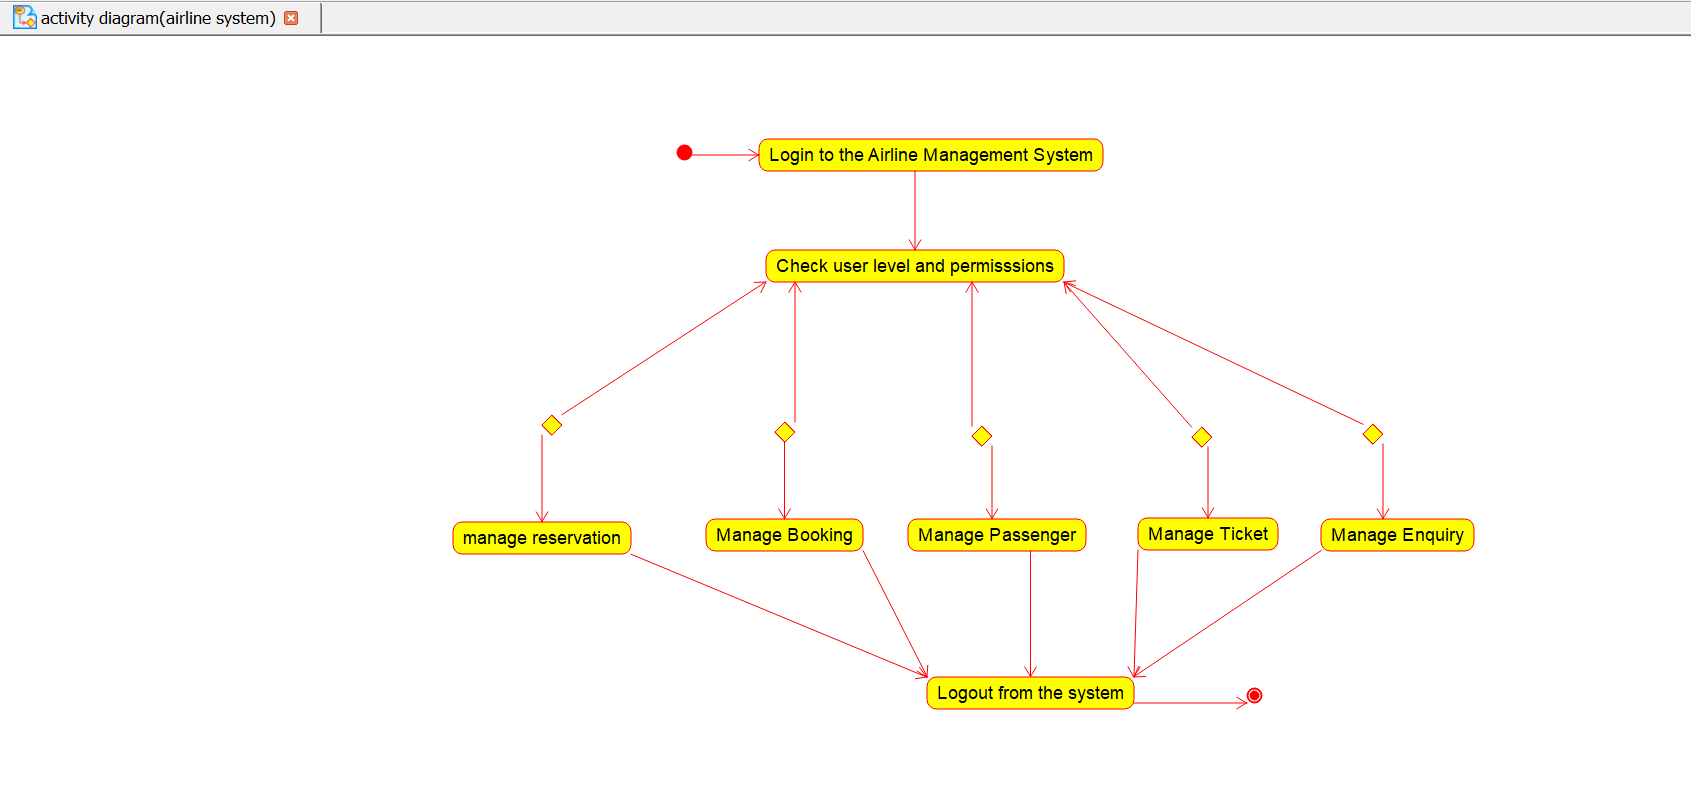 activity diagram(airline system)
Login to the Airline Management System
Check user level and permisssions
manage reservation
Manage Booking
Manage Passenger
Manage Ticket
Manage Enquiry
Logout from the system